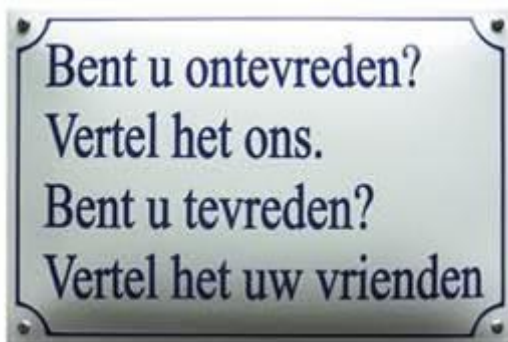 Bent u ontevreden?
Vertel het ons.
Bent u tevreden?
Vertel het uw vrienden